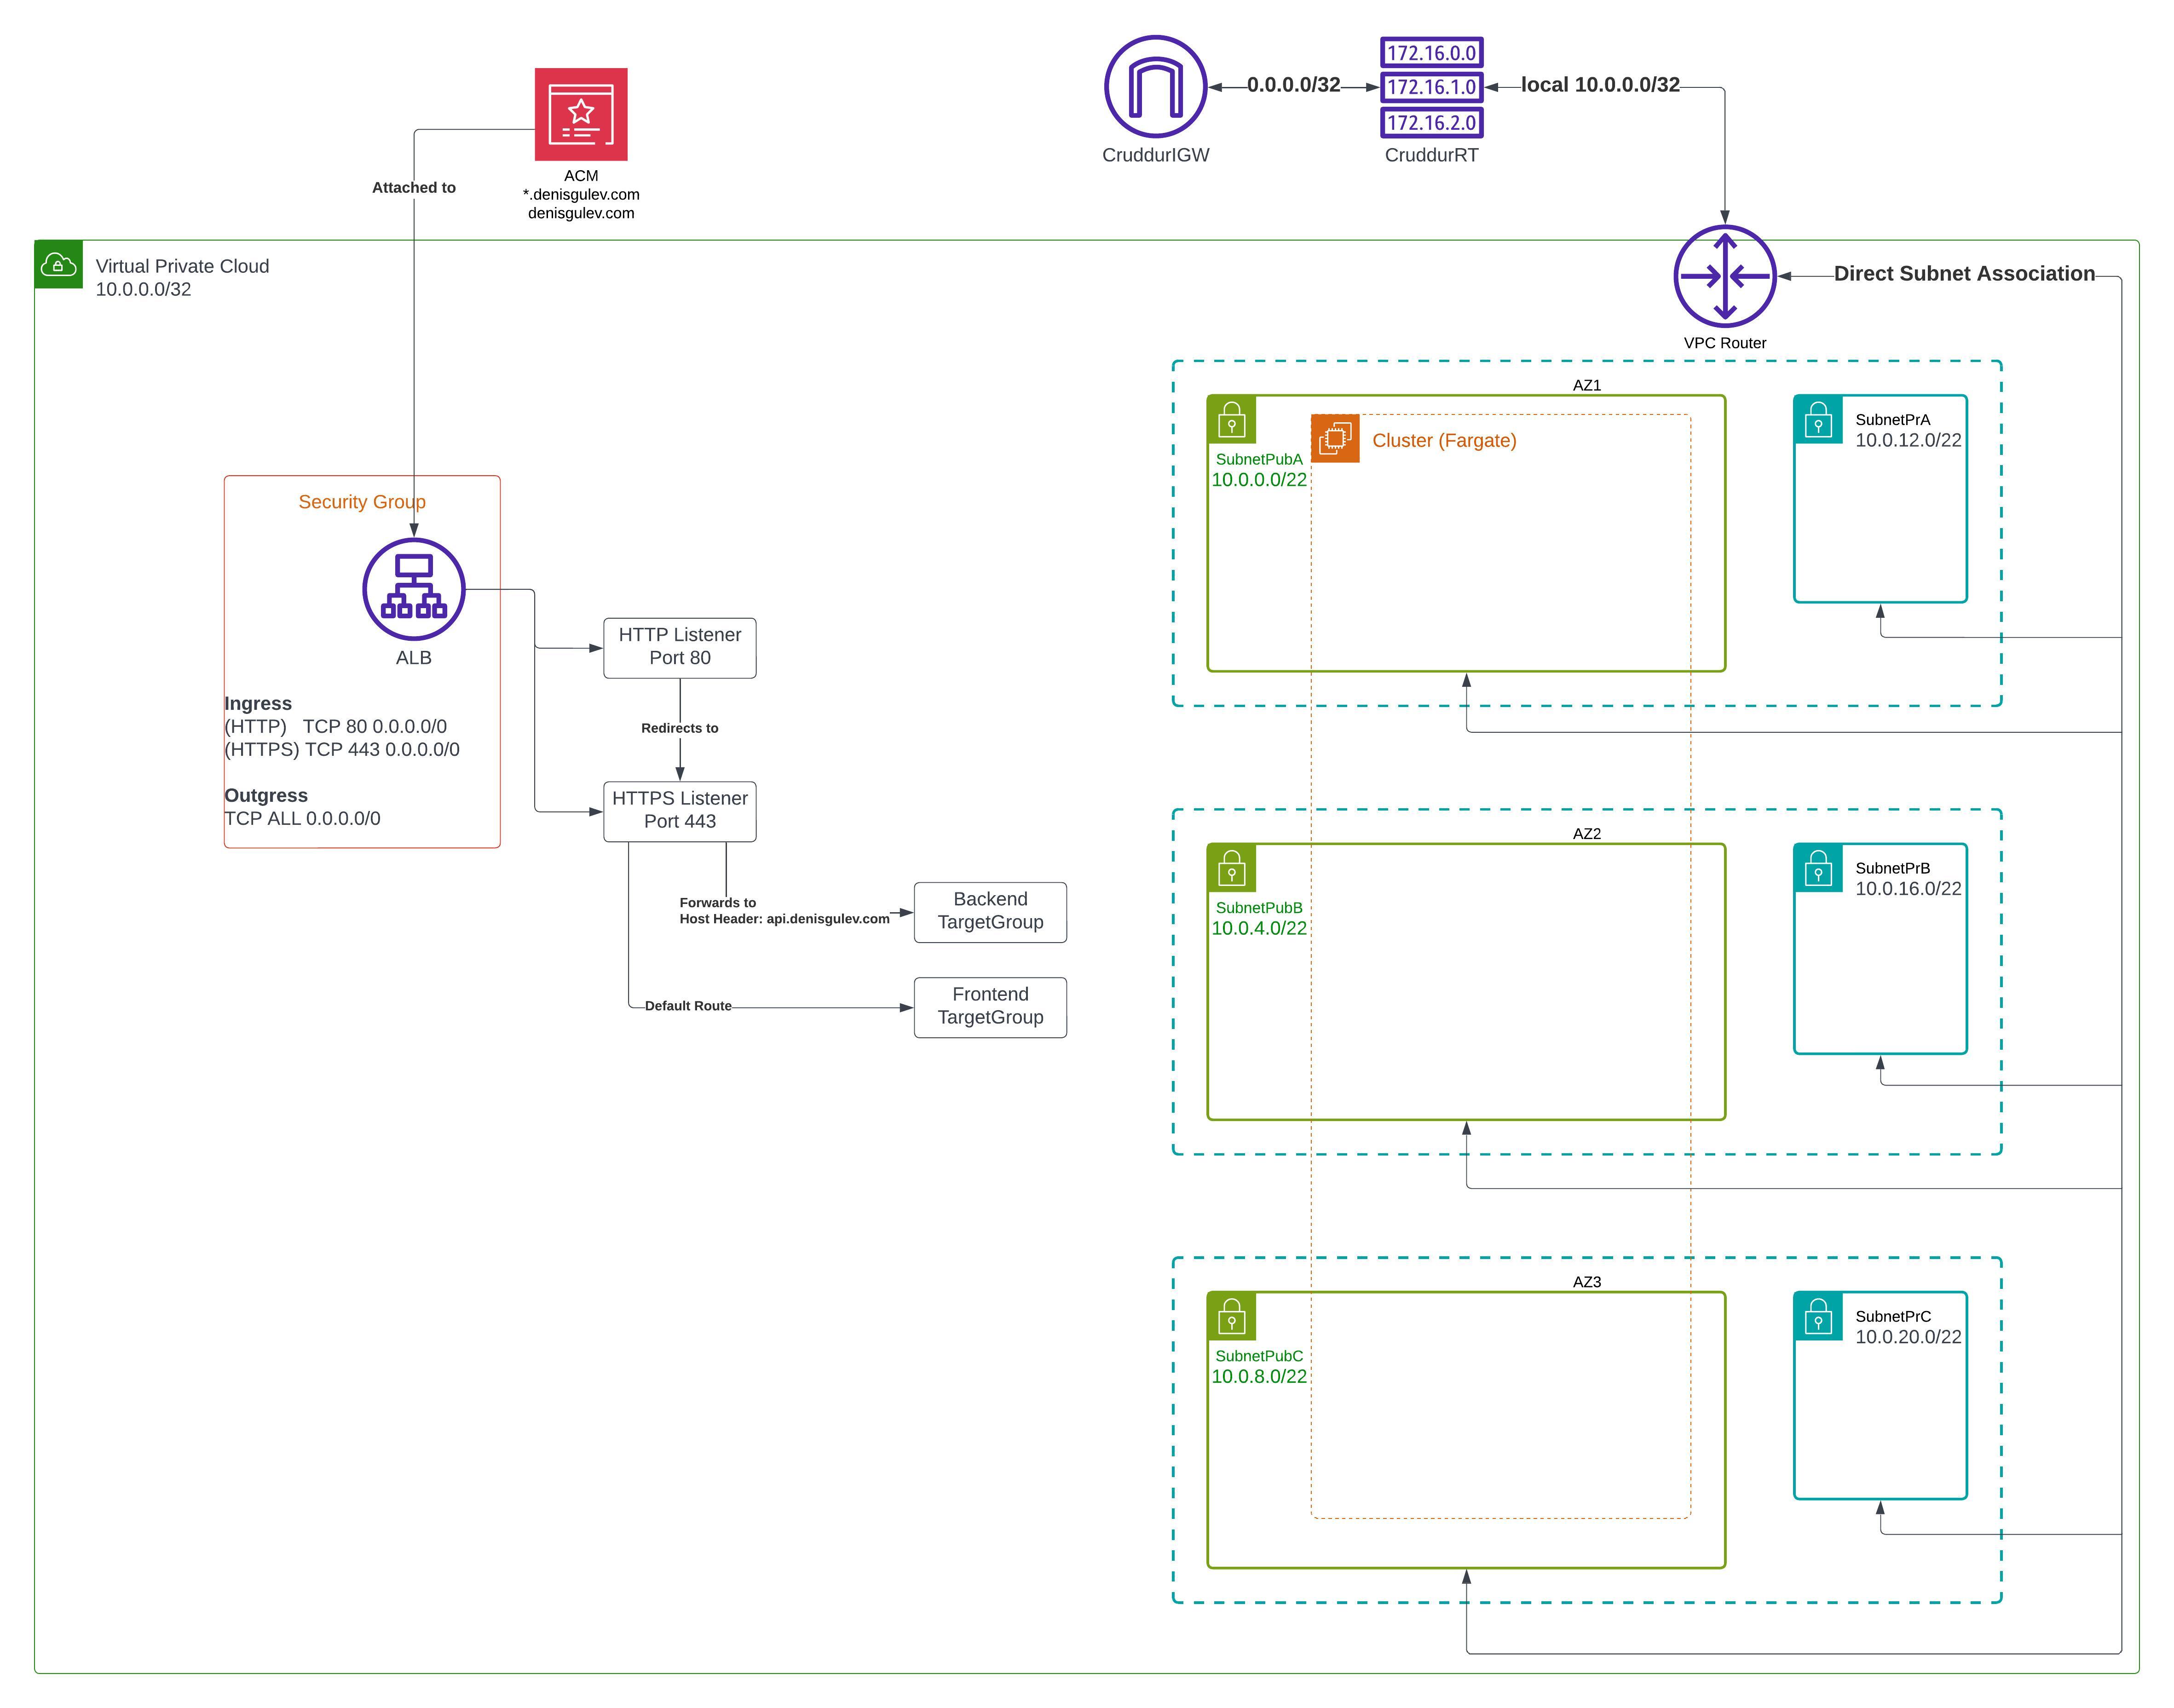 172.16.0.0
0.0.0.0/32
172.16.1.0
local 10.0.0.0/32
172.16.2.0
CruddurIGW
CruddurRT
ACM
*.denisgulev.com
denisgulev.com
Attached to
Virtual Private Cloud
10.0.0.0/32
Direct Subnet Association
VPC Router
Security Group
ALB
Ingress
(HTTP)   TCP 80 0.0.0.0/0
(HTTPS) TCP 443 0.0.0.0/0
Outgress
TCP ALL 0.0.0.0/0
HTTP Listener
Port 80
Redirects to
HTTPS Listener
Port 443
Forwards to
Host Header: api.denisgulev.com
Backend
TargetGroup
Default Route
Frontend
TargetGroup
AZ1
SubnetPubA
10.0.0.0/22
Cluster (Fargate)
SubnetPrA
10.0.12.0/22
AZ2
SubnetPubB
10.0.4.0/22
SubnetPrB
10.0.16.0/22
AZ3
SubnetPubC
10.0.8.0/22
SubnetPrC
10.0.20.0/22